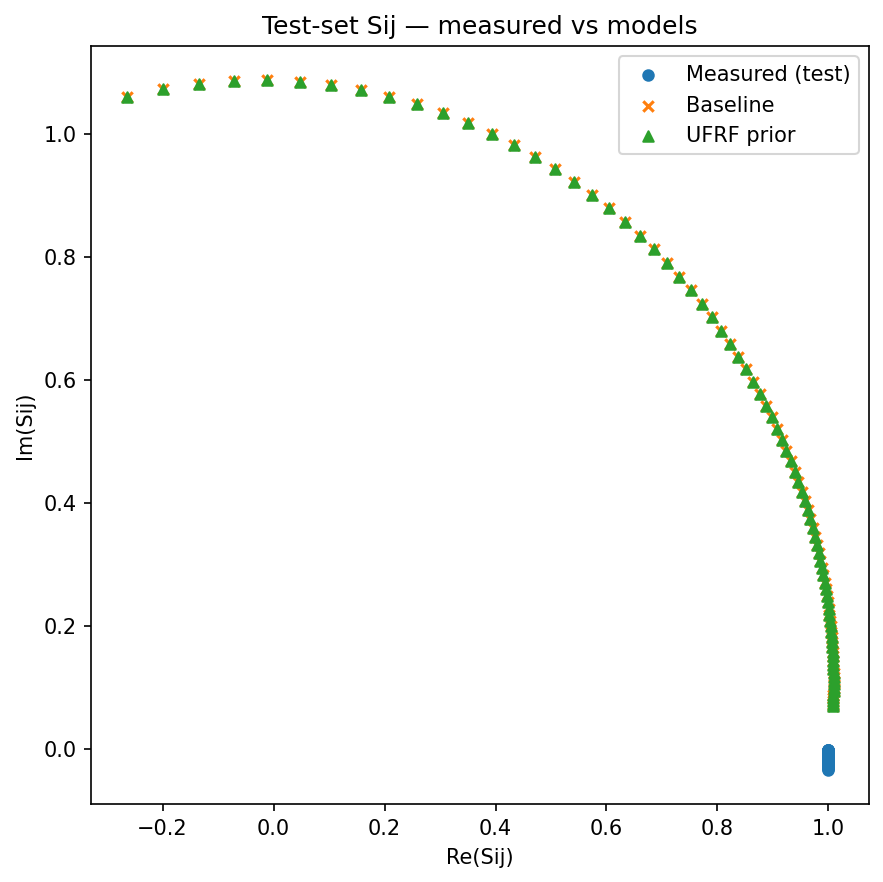 Test-set Sij — measured vs models
Measured (test)
Baseline
UFRF prior
1.0
0.8
0.6
0.4
0.2
0.0
Im(Sij)
−0.2
0.0
0.2
0.4
0.6
0.8
1.0
Re(Sij)